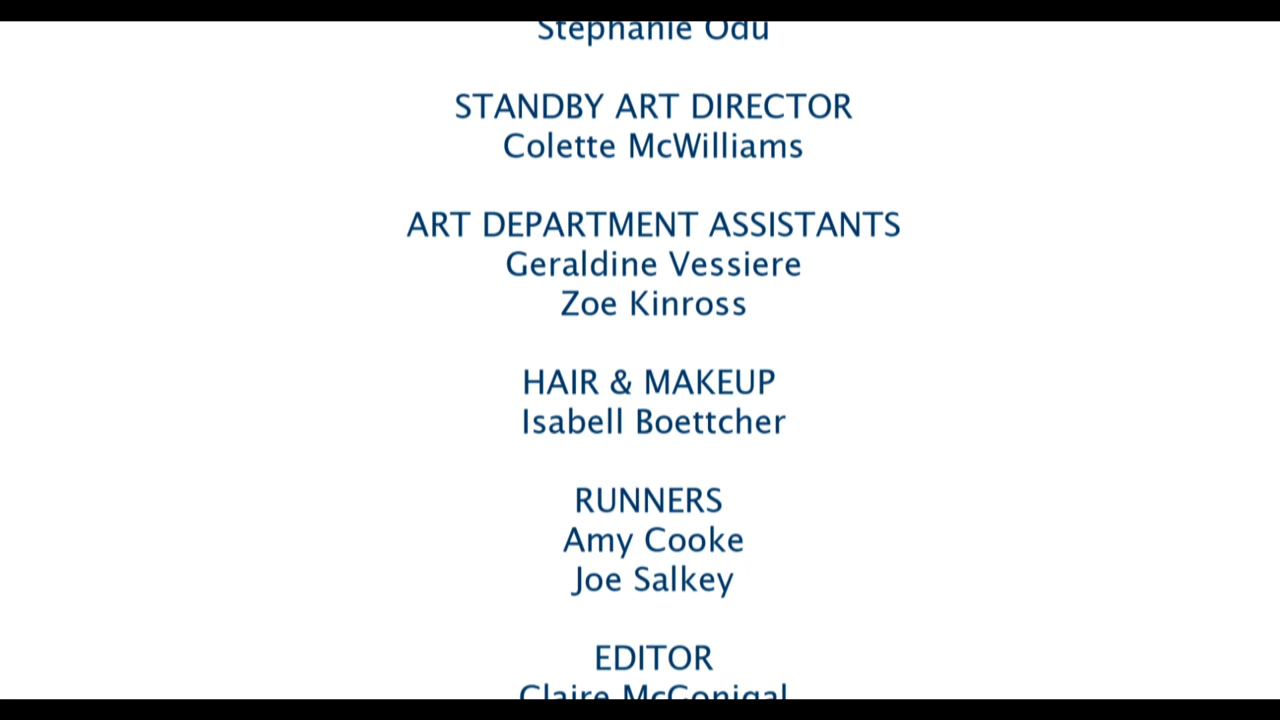 Stephanie Odu
STANDBY ART DIRECTOR
Colette McWilliams
ART DEPARTMENT ASSISTANTS
Geraldine Vessiere
Zoe Kinross
HAIR & MAKEUP
Isabell Boettcher
RUNNERS
Amy Cooke
Joe Salkey
EDITOR
Claire McGonigal